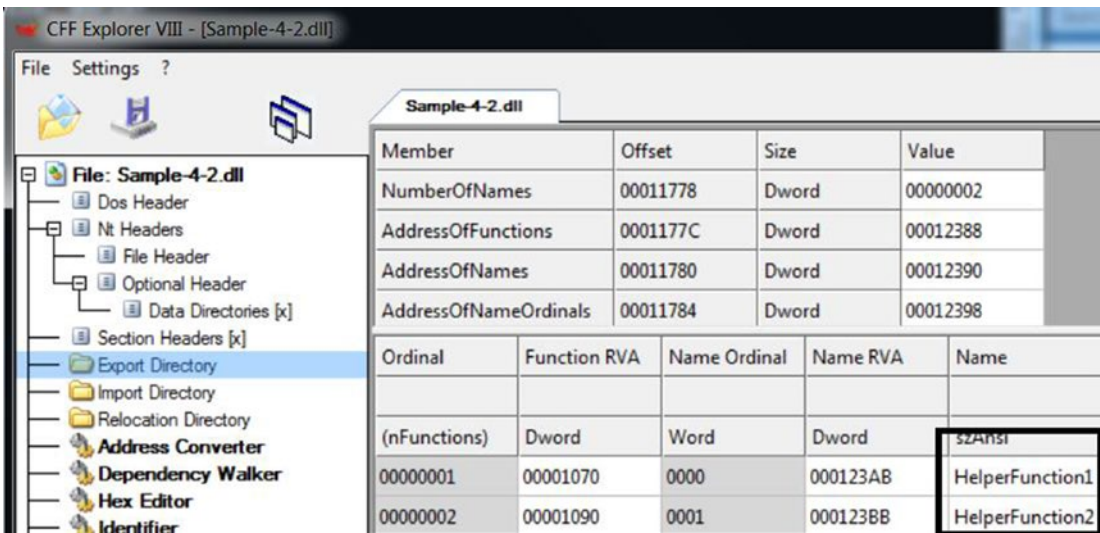 CFF Explorer VIII - [Sample-4-2.dll]
File Settings ?
Sample-4-2.dll
Member Offset Size Value
NumberOfNames 00011778 Dword 00000002
AddressOfFunctions 0001177C Dword 00012388
AddressOfNames 00011780 Dword 00012390
AddressOfNameOrdinals 00011784 Dword 00012398
File: Sample-4-2.dll
Dos Header
Nt Headers
File Header
Optional Header
Data Directories [x]
Section Headers [x]
Export Directory
Import Directory
Relocation Directory
Address Converter
Dependency Walker
Hex Editor
Identifier
Ordinal Function RVA Name Ordinal Name RVA Name
(nFunctions) Dword Word Dword szAnsi
00000001 00001070 0000 000123AB HelperFunction1
00000002 00001090 0001 000123BB HelperFunction2